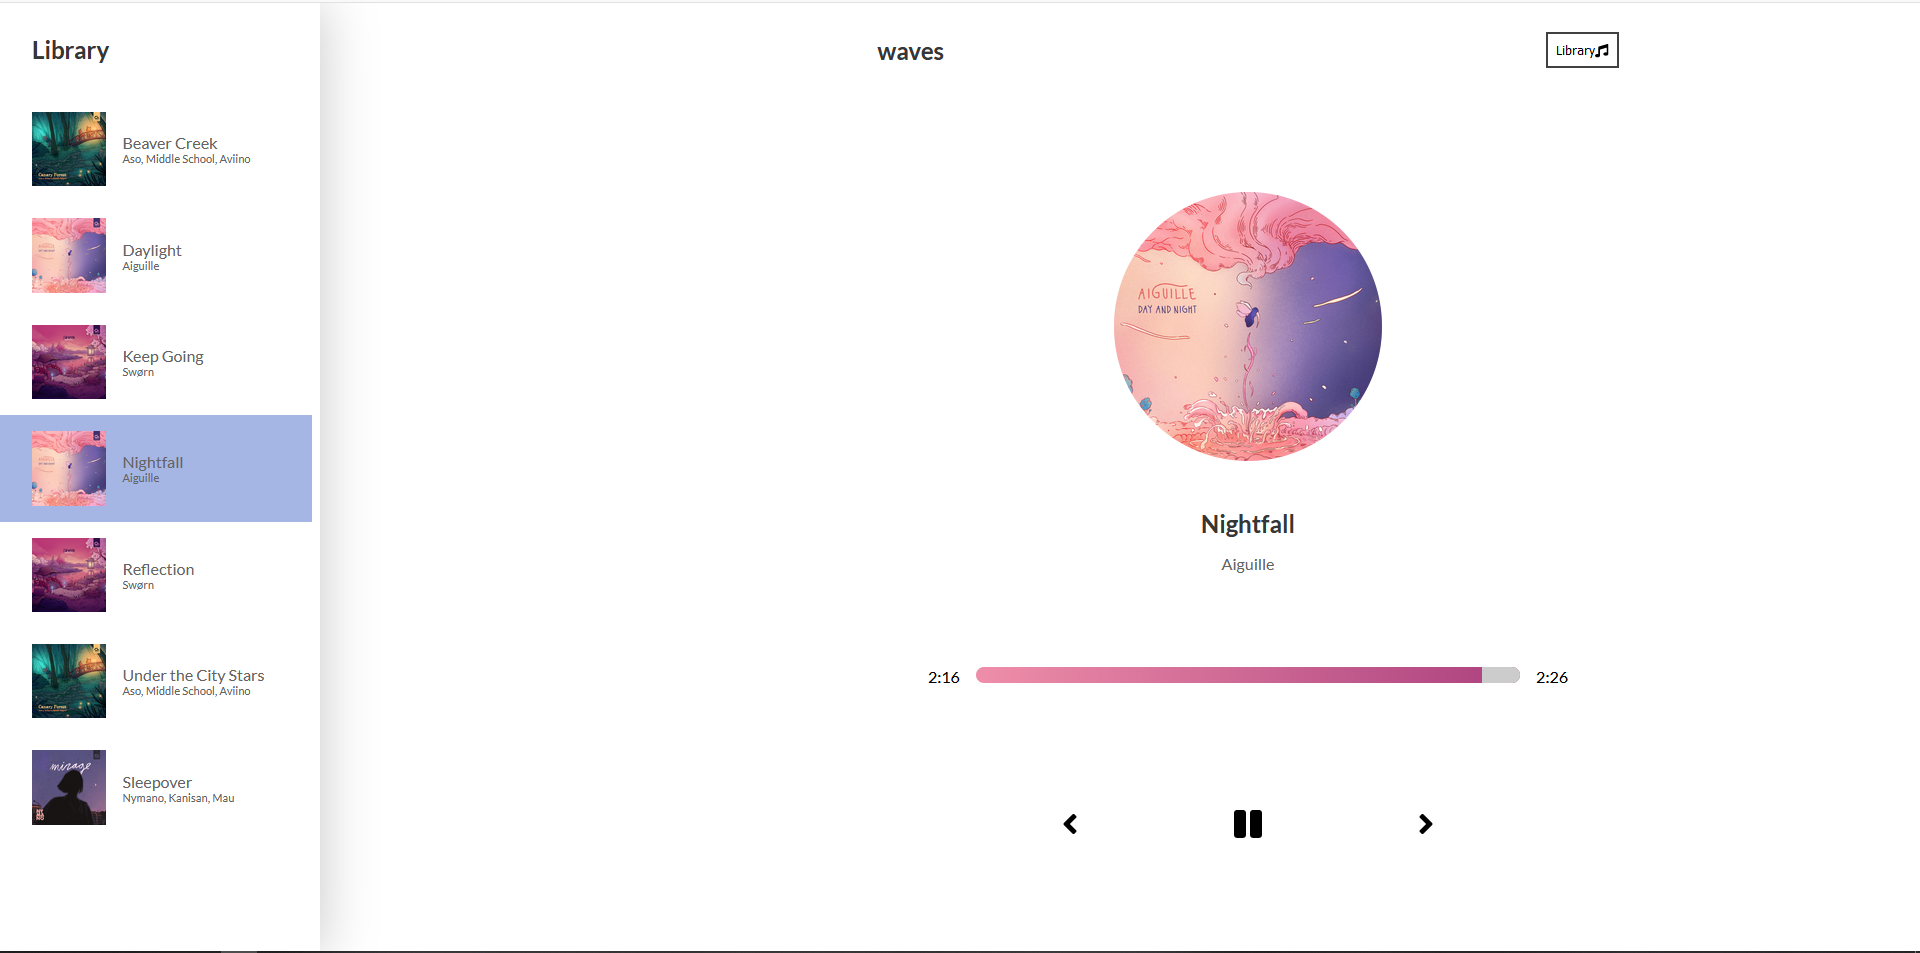 Library
waves
Library
Beaver Creek
Aso, Middle School, Aviino
Daylight
Aiguille
Keep Going
Swørn
Nightfall
Aiguille
Reflection
Swørn
Under the City Stars
Aso, Middle School, Aviino
mirage
Sleepover
Nymano, Kanisan, Mau
AIGUILLE
DAY AND NIGHT
Nightfall
Aiguille
2:16
2:26